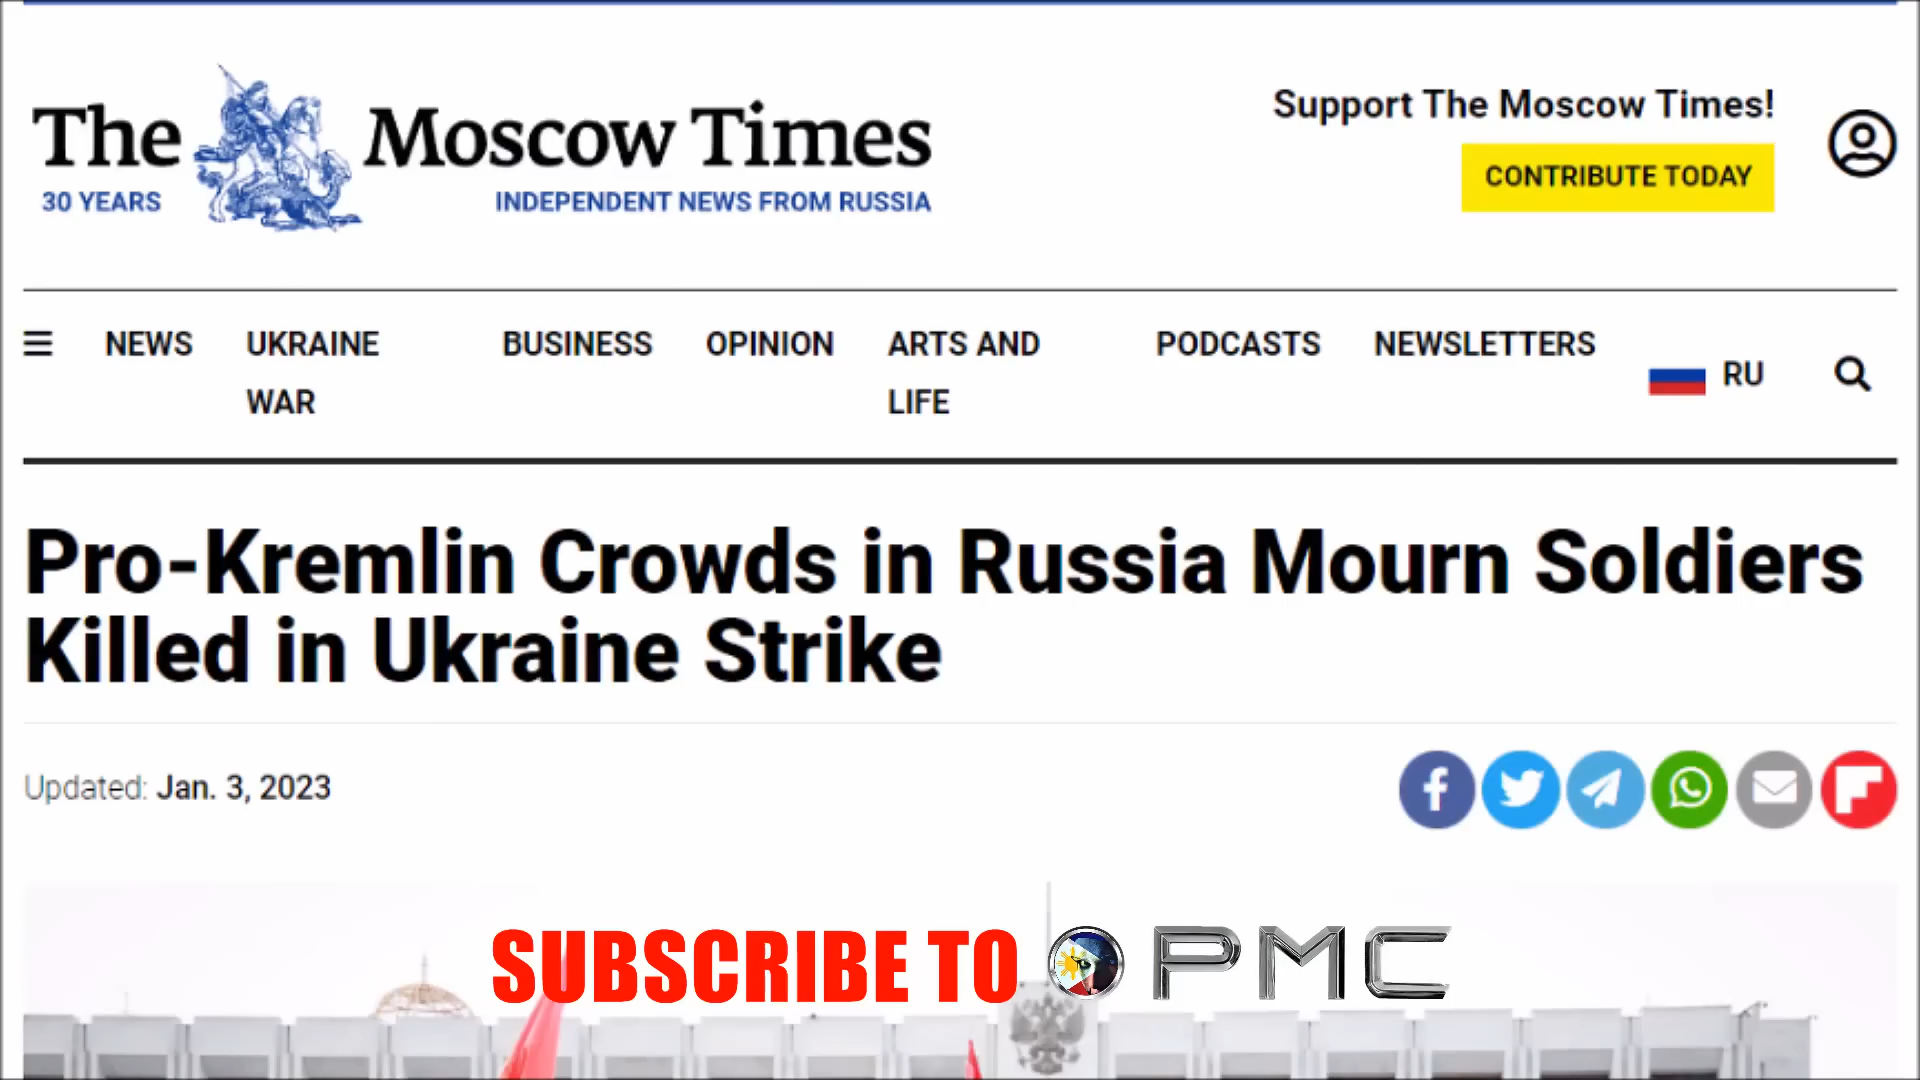 The Moscow Times
30 YEARS
INDEPENDENT NEWS FROM RUSSIA
Support The Moscow Times!
CONTRIBUTE TODAY
NEWS
UKRAINE
WAR
BUSINESS
OPINION
ARTS AND
LIFE
PODCASTS
NEWSLETTERS
RU
Pro-Kremlin Crowds in Russia Mourn Soldiers
Killed in Ukraine Strike
Updated: Jan. 3, 2023
SUBSCRIBE TO PMC